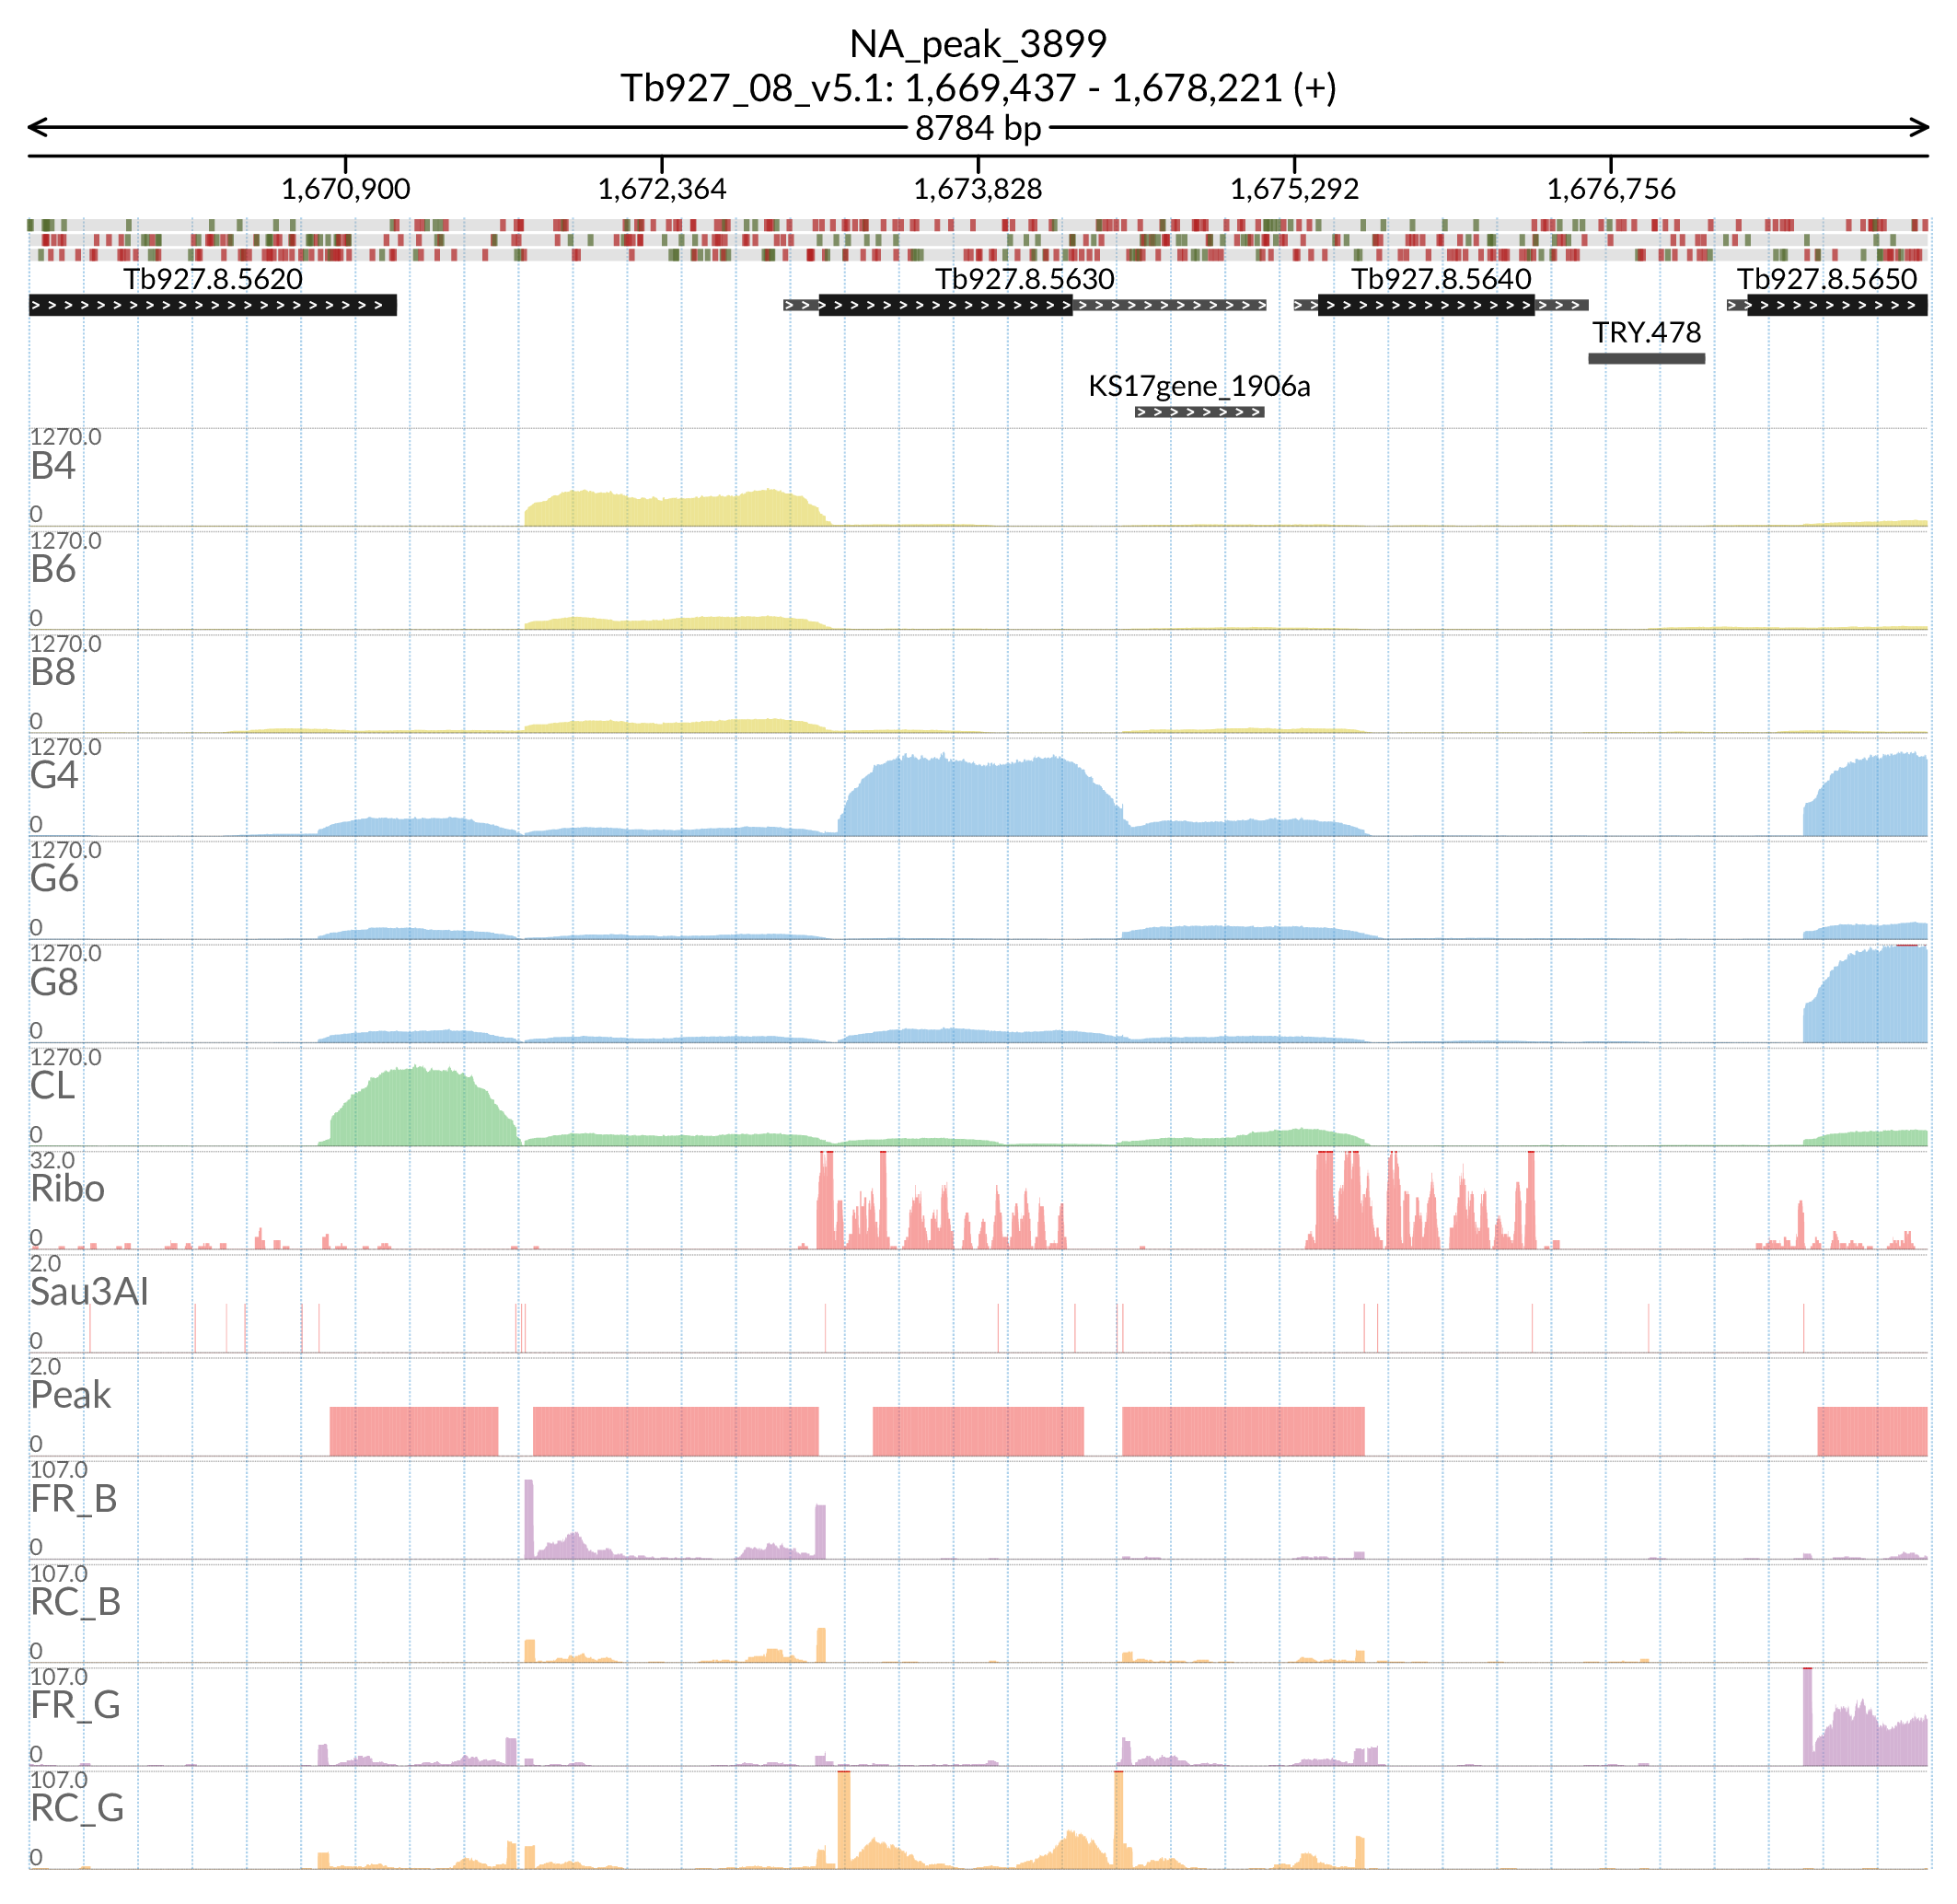 NA_peak_3899
Tb927_08_v5.1: 1,669,437 - 1,678,221 (+)
8784 bp
1,670,900 1,672,364 1,673,828 1,675,292 1,676,756
Tb927.8.5620 Tb927.8.5630 Tb927.8.5640 Tb927.8.5650
TRY.478
KS17gene_1906a
1270.0
B4
0
1270.0
B6
0
1270.0
B8
0
1270.0
G4
0
1270.0
G6
0
1270.0
G8
0
1270.0
CL
0
32.0
Ribo
0
2.0
Sau3AI
0
2.0
Peak
0
107.0
FR_B
0
107.0
RC_B
0
107.0
FR_G
0
107.0
RC_G
0